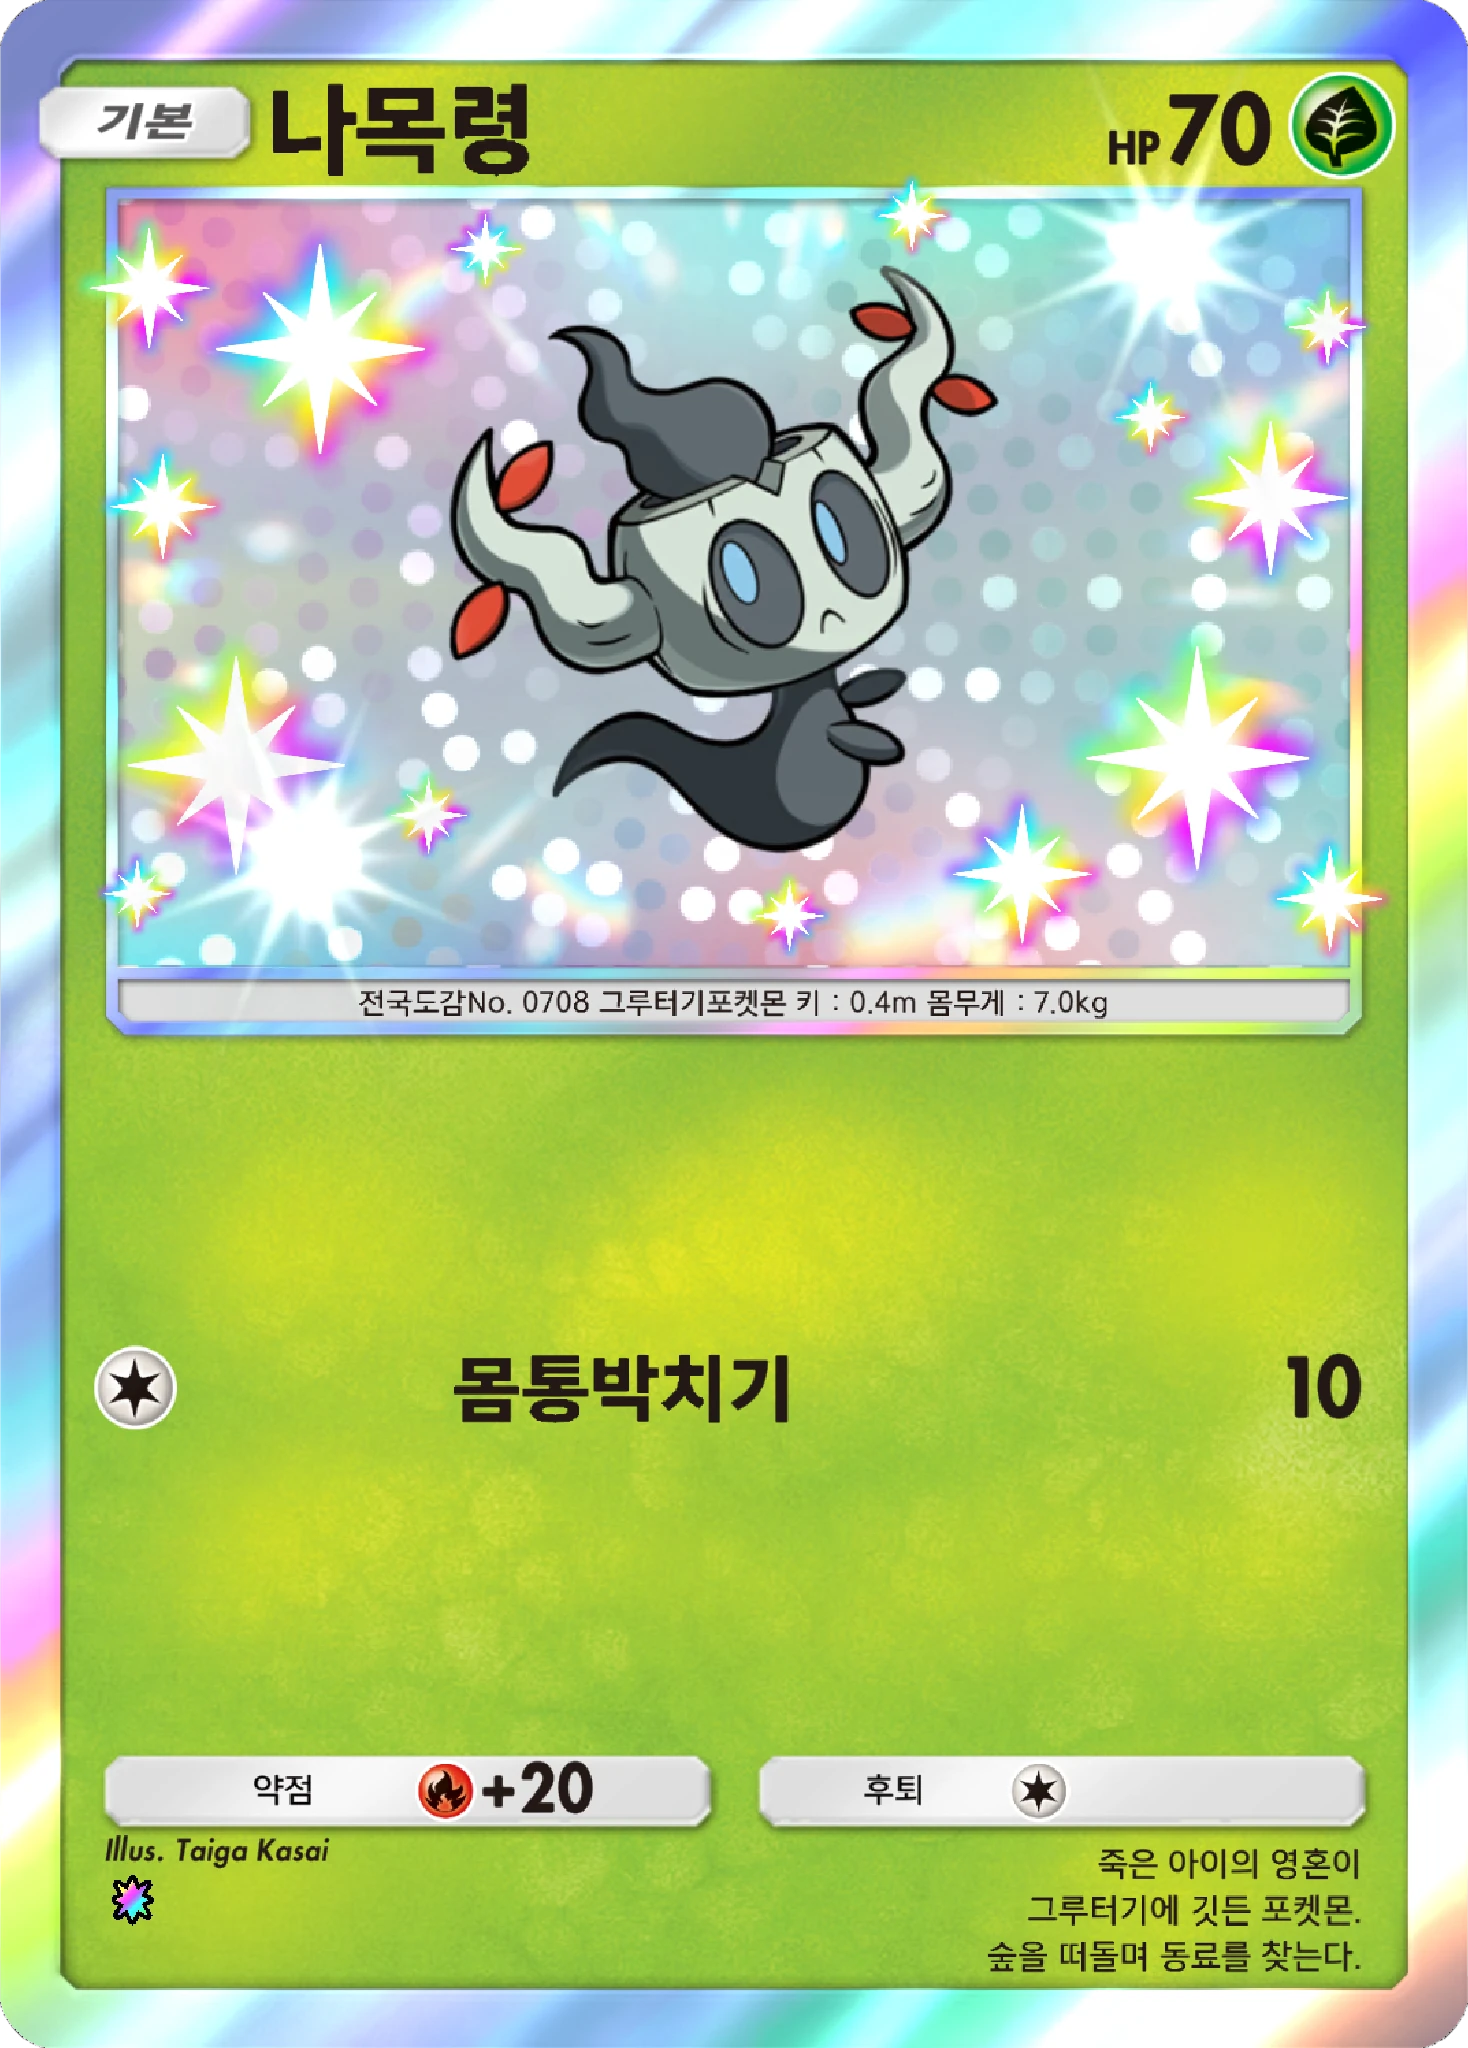 기본 나목령 HP 70
전국도감No. 0708 그루터기포켓몬 키 : 0.4m 몸무게 : 7.0kg
몸통박치기 10
약점 +20 후퇴
Illus. Taiga Kasai
죽은 아이의 영혼이
그루터기에 깃든 포켓몬.
숲을 떠돌며 동료를 찾는다.